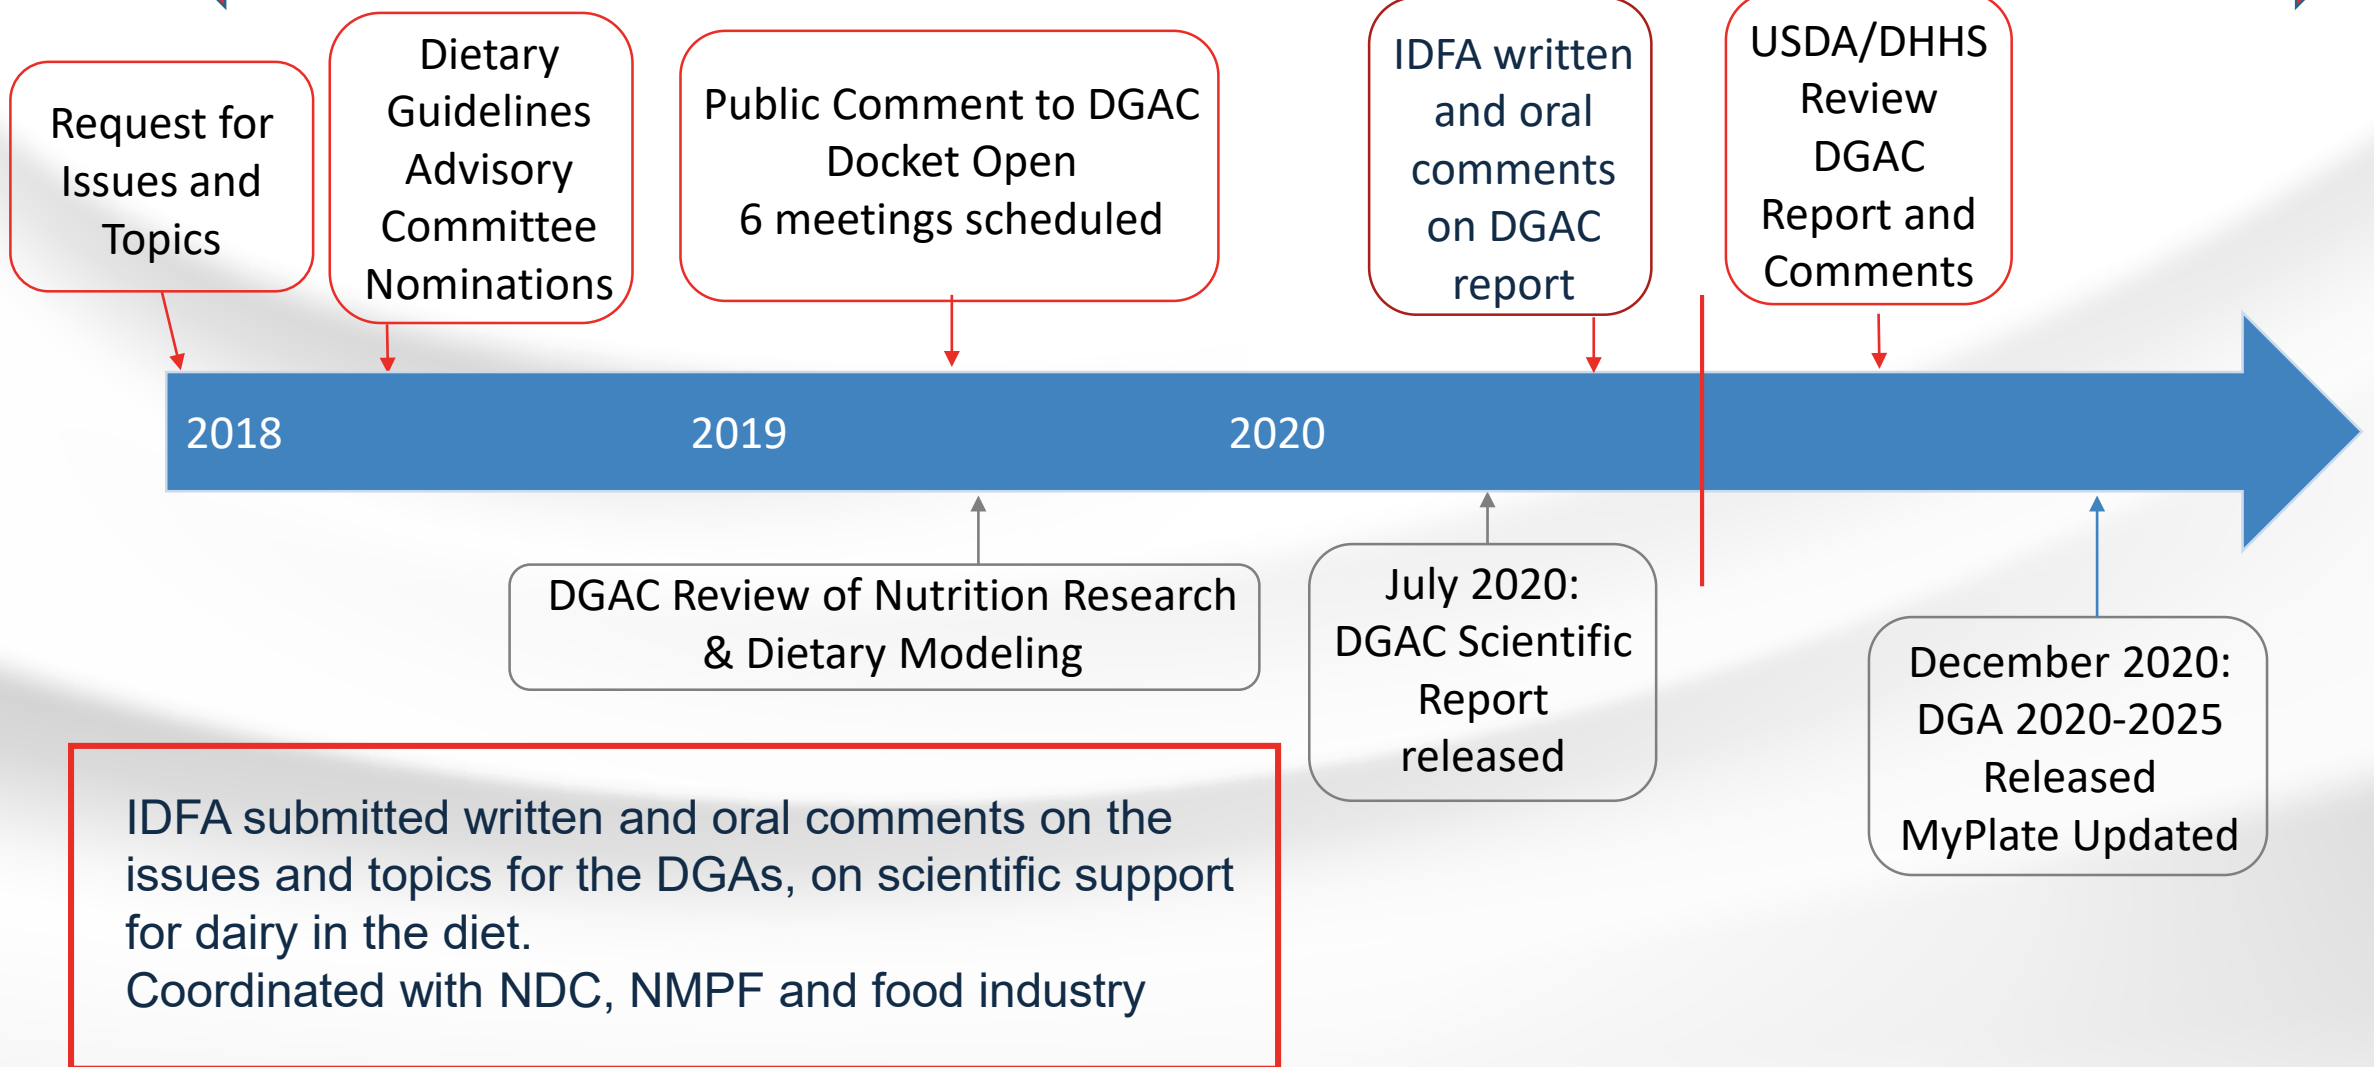 Request for
Issues and
Topics
Dietary
Guidelines
Advisory
Committee
Nominations
Public Comment to DGAC
Docket Open
6 meetings scheduled
IDFA written
and oral
comments
on DGAC
report
USDA/DHHS
Review
DGAC
Report and
Comments
2018
2019
2020
DGAC Review of Nutrition Research
& Dietary Modeling
July 2020:
DGAC Scientific
Report
released
December 2020:
DGA 2020-2025
Released
MyPlate Updated
IDFA submitted written and oral comments on the
issues and topics for the DGAs, on scientific support
for dairy in the diet.
Coordinated with NDC, NMPF and food industry